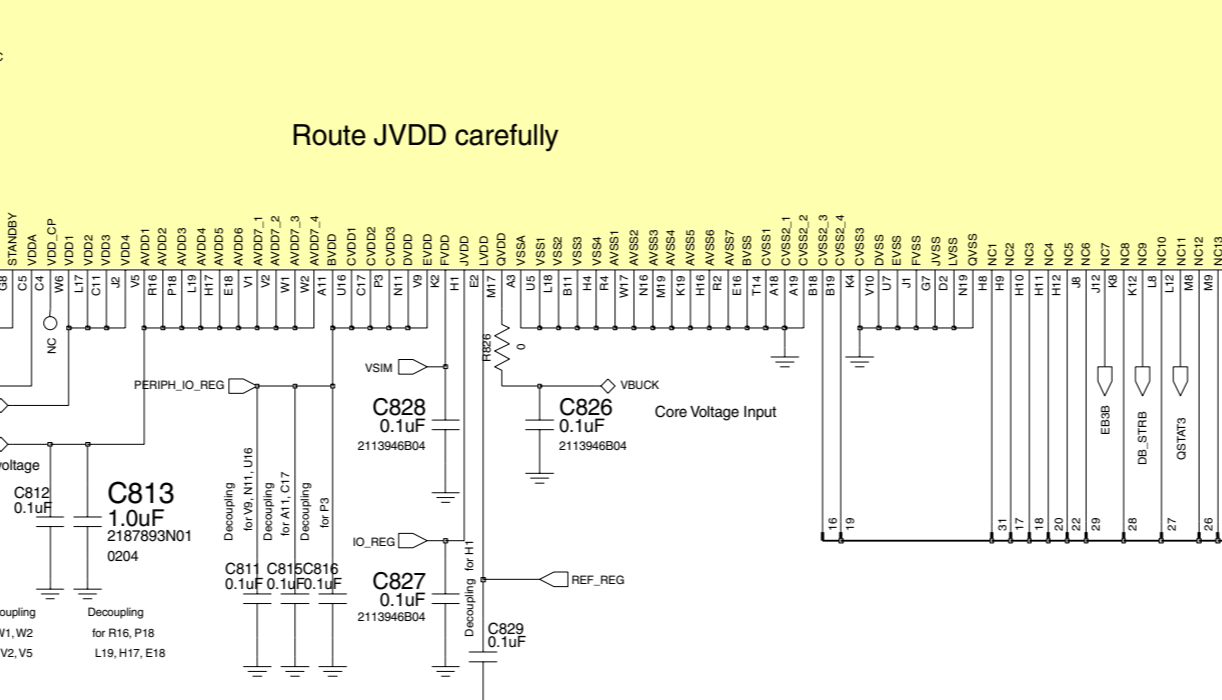 c
Route JVDD carefully
STANDBY
VDDA
VDD_CP
VDD1
VDD2
VDD3
VDD4
AVDD1
AVDD2
AVDD3
AVDD4
AVDD5
AVDD6
AVDD7_1
AVDD7_2
AVDD7_3
AVDD7_4
BVDD
CVDD1
CVDD2
CVDD3
DVDD
EVDD
FVDD
JVDD
LVDD
QVDD
VSSA
VSS1
VSS2
VSS3
VSS4
AVSS1
AVSS2
AVSS3
AVSS4
AVSS5
AVSS6
AVSS7
BVSS
CVSS1
CVSS2_1
CVSS2_2
CVSS2_3
CVSS2_4
CVSS3
DVSS
EVSS
FVSS
JVSS
LVSS
QVSS
NC1
NC2
NC3
NC4
NC5
NC6
NC7
NC8
NC9
NC10
NC11
NC12
NC13
G8
C5
C4
W6
L17
C11
J2
V5
R16
P18
L19
H17
E18
V1
V2
W1
W2
A11
U16
C17
P3
N11
V9
K2
H1
E2
M17
A3
U5
L18
B11
H4
R4
W17
N16
M19
K19
H16
R2
E16
T14
A18
A19
B18
B19
K4
V10
U7
J1
G7
D2
N19
H8
H9
H10
H11
H12
J8
J12
K8
K12
L8
L12
M8
M9
NC
R826
0
VSIM
PERIPH_IO_REG
VBUCK
C828
0.1uF
2113946B04
C826
0.1uF
2113946B04
Core Voltage Input
EB3B
DB_STRB
QSTAT3
voltage
C812
0.1uF
C813
1.0uF
2187893N01
0204
Decoupling
for V9, N11, U16
Decoupling
for A11, C17
Decoupling
for P3
16
19
31
17
18
20
22
29
28
27
26
IO_REG
Decoupling for H1
REF_REG
C811
0.1uF
C815
0.1uF
C816
0.1uF
C827
0.1uF
2113946B04
C829
0.1uF
oupling
W1, W2
V2, V5
Decoupling
for R16, P18
L19, H17, E18